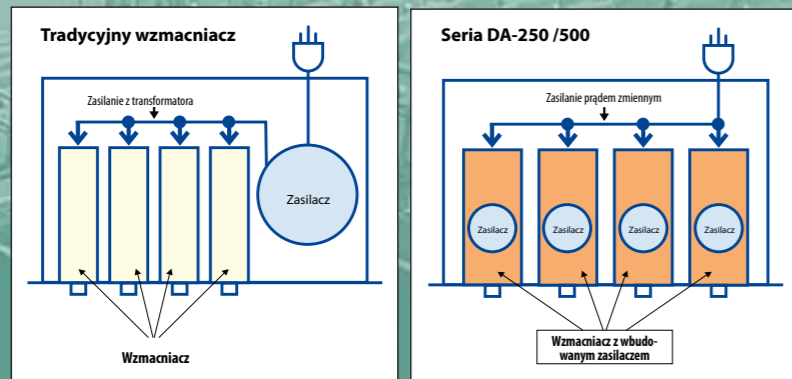 Tradycyjny wzmacniacz
Zasilanie z transformatora
Zasilacz
Wzmacniacz
Seria DA-250 /500
Zasilanie prądem zmiennym
Zasilacz
Zasilacz
Zasilacz
Zasilacz
Wzmacniacz z wbudo-
wanym zasilaczem